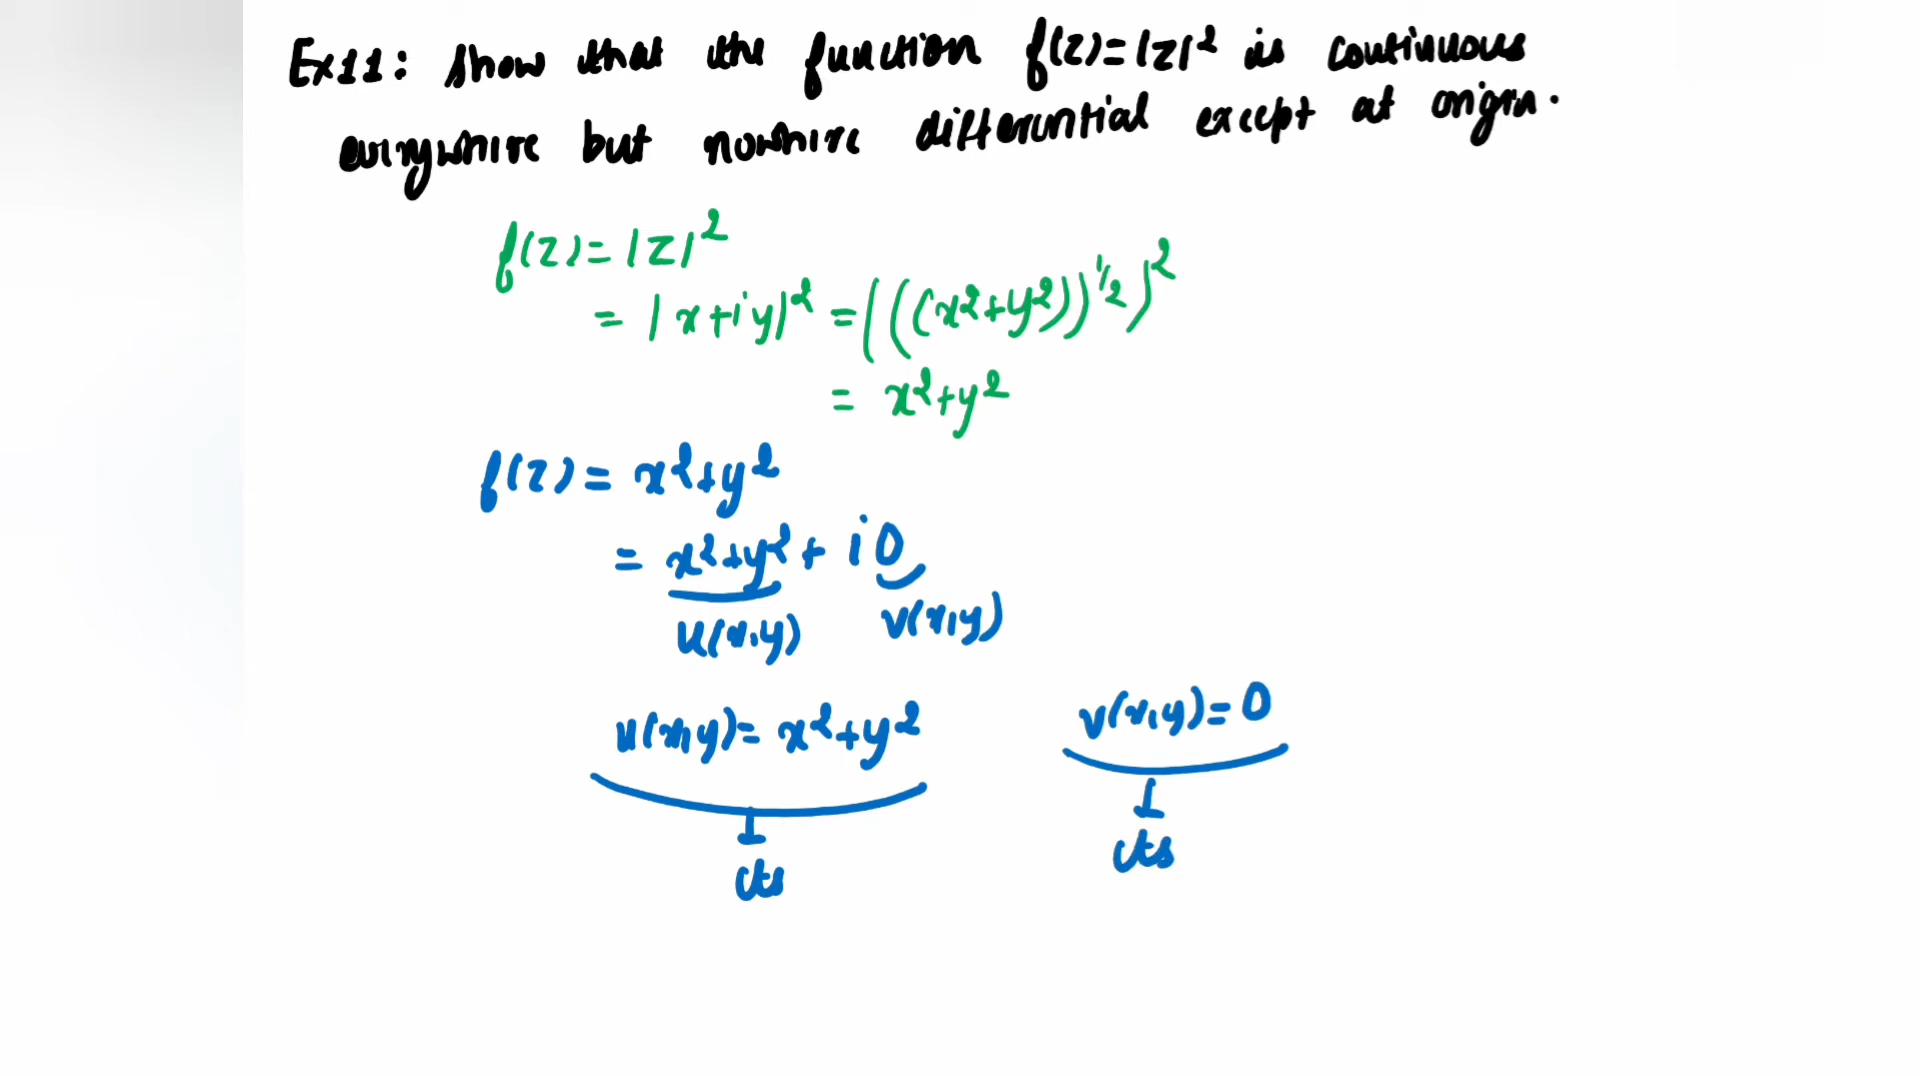 Ex11: Show that the function f(z)=|z|² is continuous
everywhere but nowhere differential except at origin.
f(z)= |z|²
= |x+iy|² = (((x²+y²))^1/2)²
= x²+y²
f(z)= x²+y²
= x²+y² + i0
u(x,y) v(x,y)
u(x,y)= x²+y² v(x,y)=0
cts cts